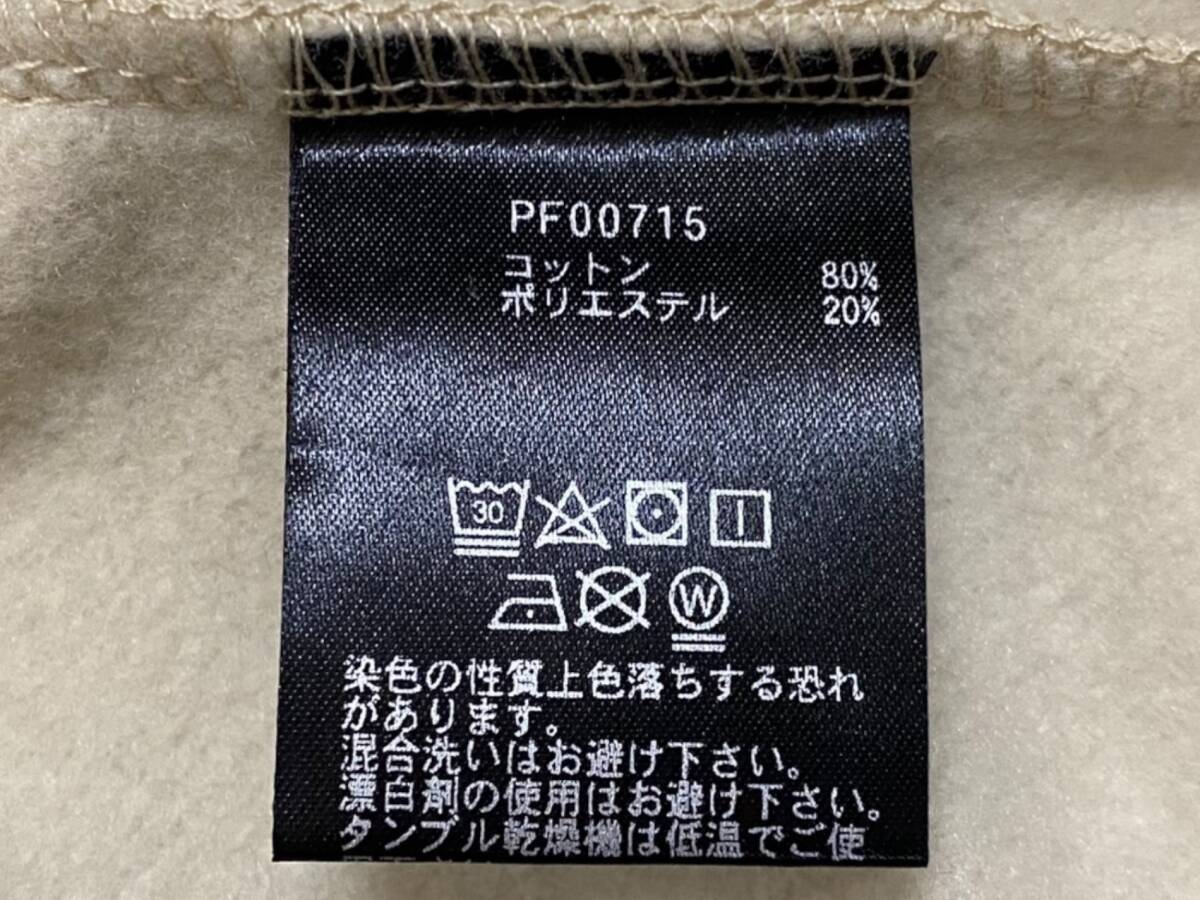 PF00715
コットン 80%
ポリエステル 20%
30
W
染色の性質上色落ちする恐れ
があります。
混合洗いはお避け下さい。
漂白剤の使用はお避け下さい。
タンブル乾燥機は低温でご使